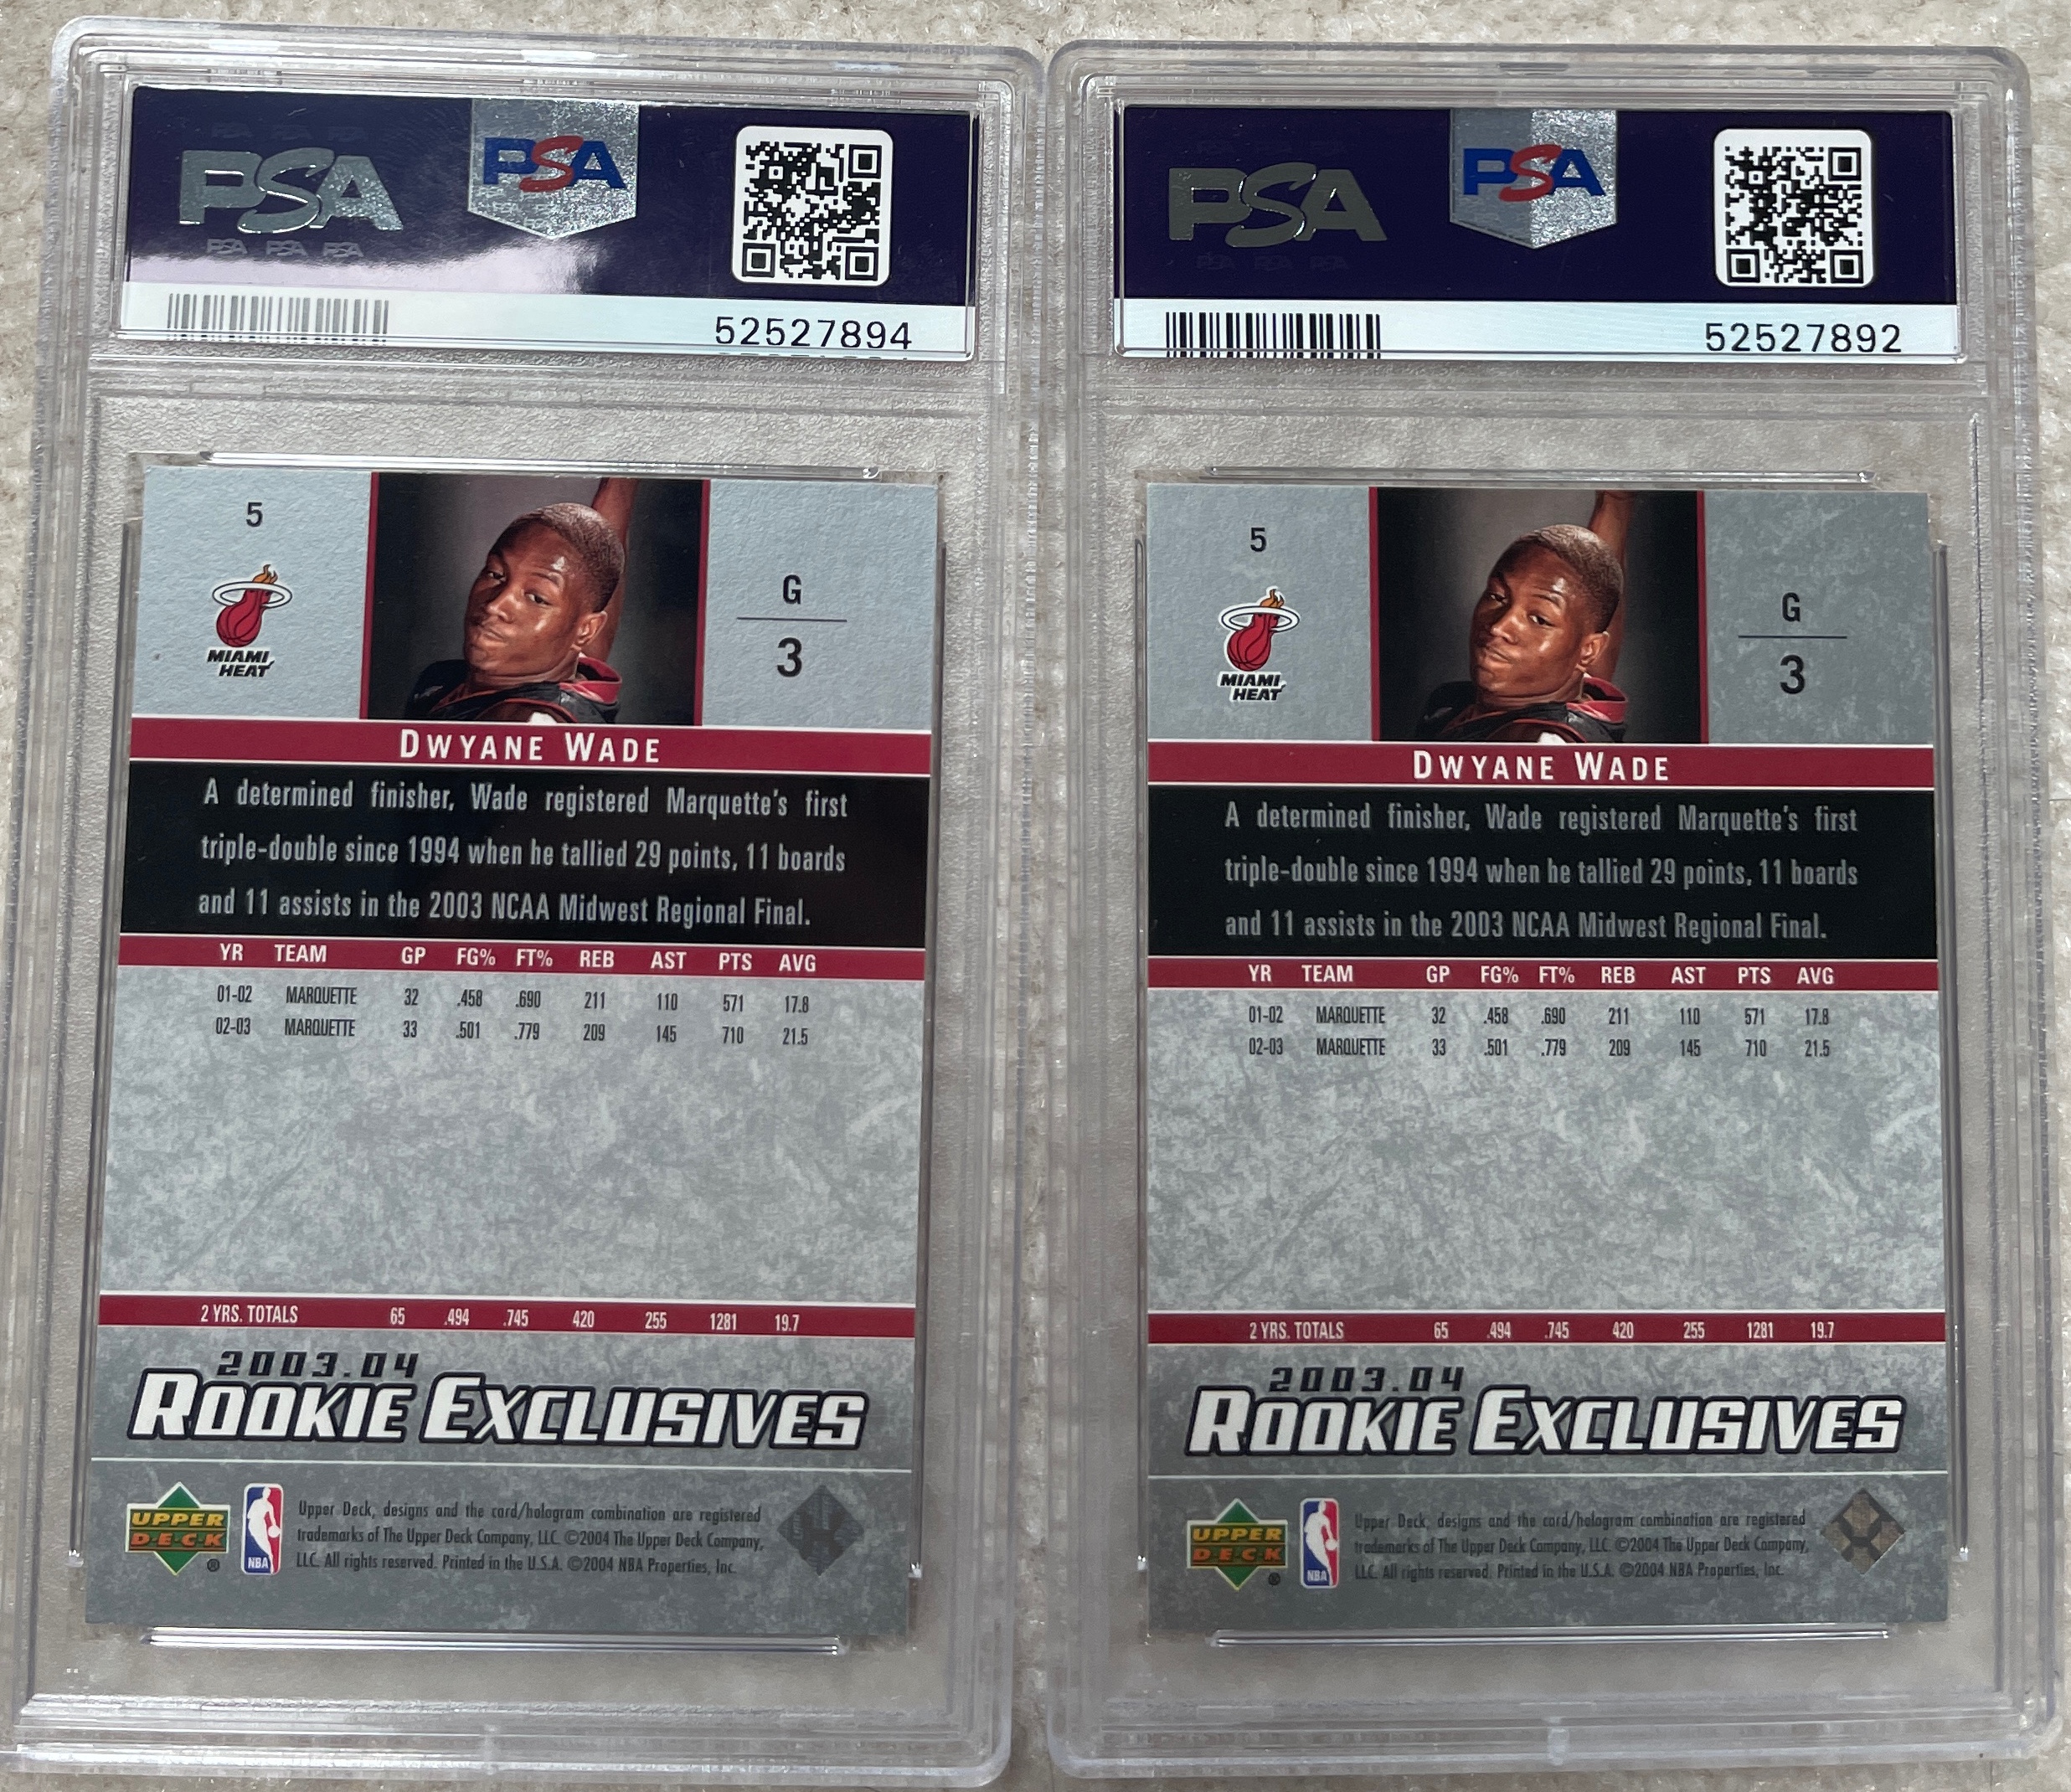 PSA
PSA
PSA PSA PSA
52527894
5
MIAMI
HEAT
G
3
DWYANE WADE
A determined finisher, Wade registered Marquette's first
triple-double since 1994 when he tallied 29 points, 11 boards
and 11 assists in the 2003 NCAA Midwest Regional Final.
YR TEAM GP FG% FT% REB AST PTS AVG
01-02 MARQUETTE 32 .458 .690 211 110 571 17.8
02-03 MARQUETTE 33 .501 .779 209 145 710 21.5
2 YRS. TOTALS 65 .494 .745 420 255 1281 19.7
2003.04
ROOKIE EXCLUSIVES
UPPER
DECK
®
NBA
Upper Deck, designs and the card/hologram combination are registered
trademarks of The Upper Deck Company, LLC. ©2004 The Upper Deck Company,
LLC. All rights reserved. Printed in the U.S.A. ©2004 NBA Properties, Inc.
PSA
PSA
PSA PSA PSA
52527892
5
MIAMI
HEAT
G
3
DWYANE WADE
A determined finisher, Wade registered Marquette's first
triple-double since 1994 when he tallied 29 points, 11 boards
and 11 assists in the 2003 NCAA Midwest Regional Final.
YR TEAM GP FG% FT% REB AST PTS AVG
01-02 MARQUETTE 32 .458 .690 211 110 571 17.8
02-03 MARQUETTE 33 .501 .779 209 145 710 21.5
2 YRS. TOTALS 65 .494 .745 420 255 1281 19.7
2003.04
ROOKIE EXCLUSIVES
UPPER
DECK
®
NBA
Upper Deck, designs and the card/hologram combination are registered
trademarks of The Upper Deck Company, LLC. ©2004 The Upper Deck Company,
LLC. All rights reserved. Printed in the U.S.A. ©2004 NBA Properties, Inc.